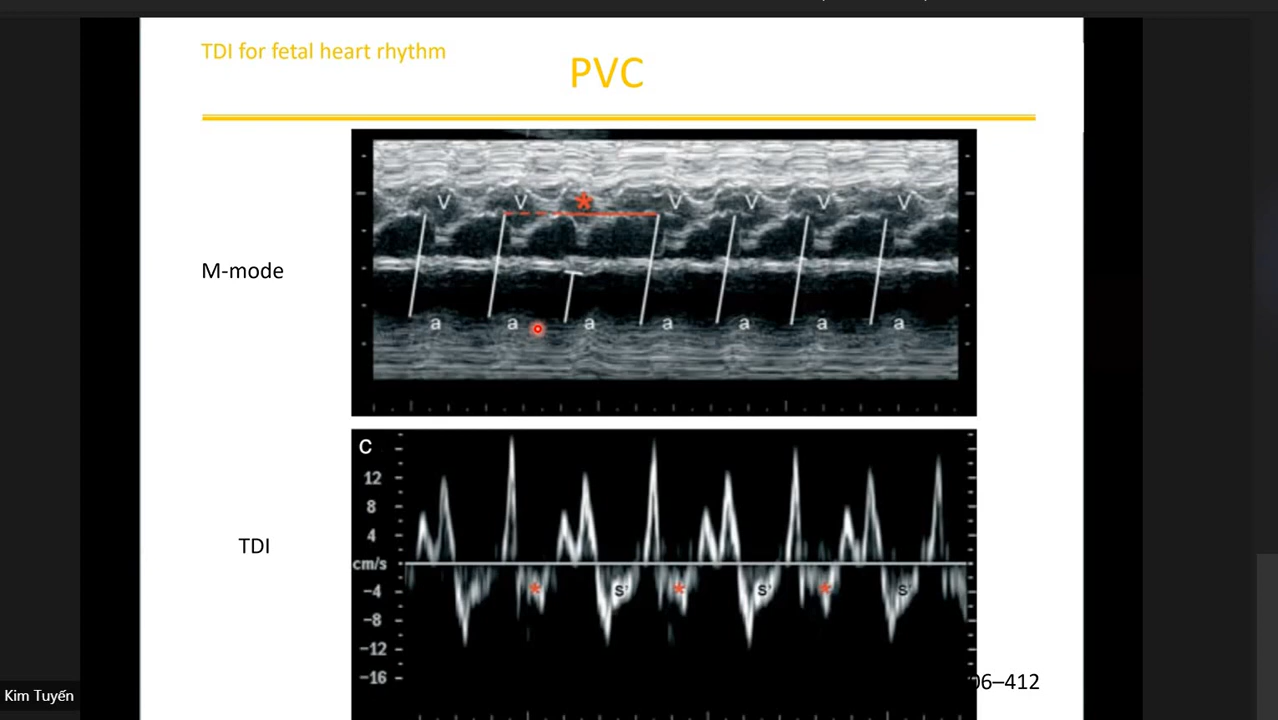 TDI for fetal heart rhythm
PVC
M-mode
V V * V V V V
a a a a a a a
C
12
8
4
cm/s
-4
-8
-12
-16
* S' * S' * S'
TDI
06–412
Kim Tuyến